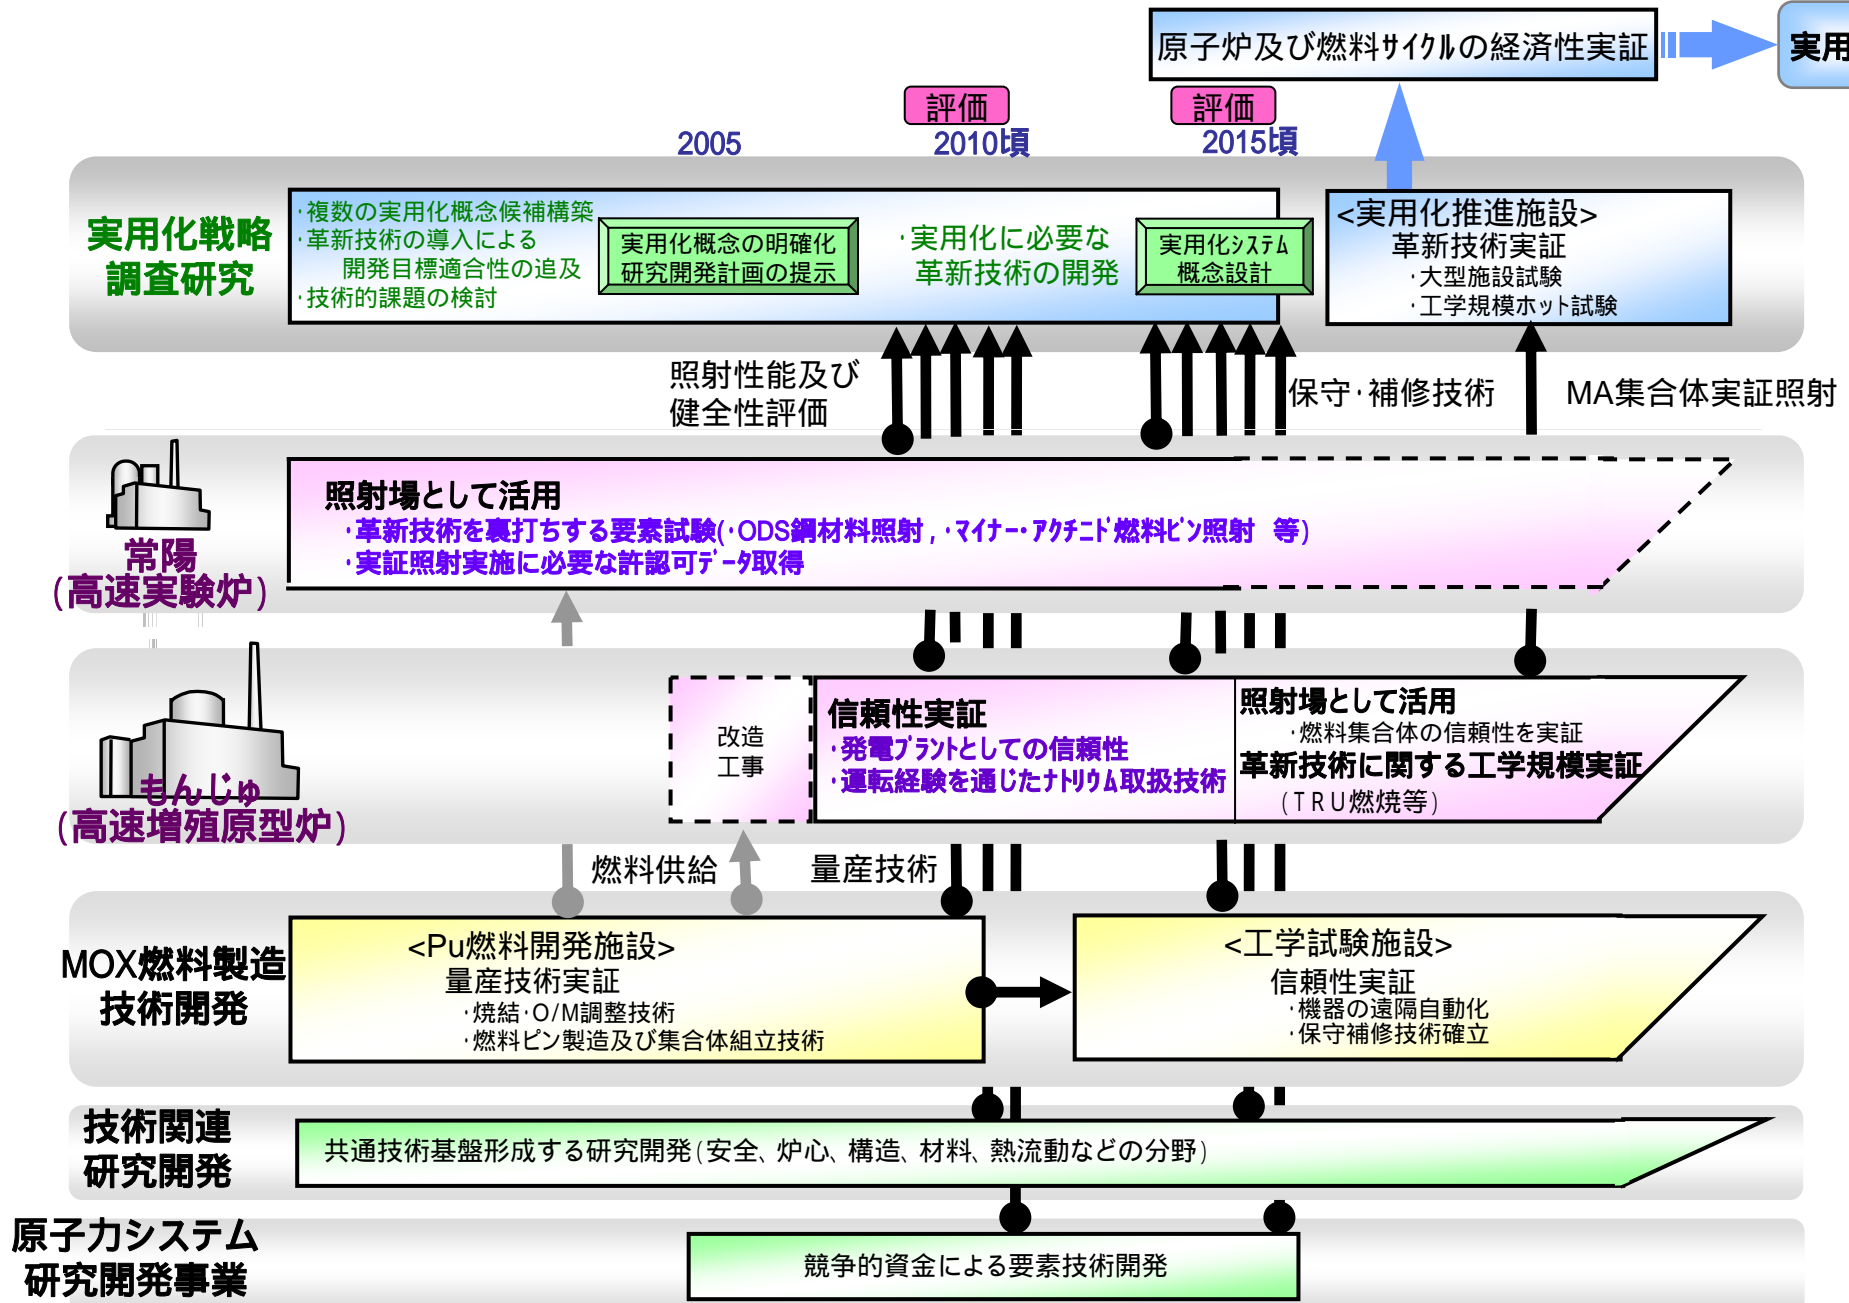 原子炉及び燃料ｻｲｸﾙの経済性実証
実用
評価
評価
2005
2010頃
2015頃
実用化戦略
調査研究
･複数の実用化概念候補構築
･革新技術の導入による
開発目標適合性の追及
･技術的課題の検討
実用化概念の明確化
研究開発計画の提示
･実用化に必要な
革新技術の開発
実用化ｼｽﾃﾑ
概念設計
<実用化推進施設>
革新技術実証
･大型施設試験
･工学規模ホット試験
照射性能及び
健全性評価
保守･補修技術
MA集合体実証照射
常陽
(高速実験炉)
照射場として活用
･革新技術を裏打ちする要素試験(･ODS鋼材料照射,･ﾏｲﾅｰ･ｱｸﾁﾆﾄﾞ燃料ﾋﾟﾝ照射 等)
･実証照射実施に必要な許認可ﾃﾞｰﾀ取得
もんじゅ
(高速増殖原型炉)
改造
工事
信頼性実証
･発電ﾌﾟﾗﾝﾄとしての信頼性
･運転経験を通じたﾅﾄﾘｳﾑ取扱技術
照射場として活用
･燃料集合体の信頼性を実証
革新技術に関する工学規模実証
(TRU燃焼等)
燃料供給
量産技術
MOX燃料製造
技術開発
<Pu燃料開発施設>
量産技術実証
･焼結･O/M調整技術
･燃料ピン製造及び集合体組立技術
<工学試験施設>
信頼性実証
･機器の遠隔自動化
･保守補修技術確立
技術関連
研究開発
共通技術基盤形成する研究開発(安全、炉心、構造、材料、熱流動などの分野)
原子力システム
研究開発事業
競争的資金による要素技術開発